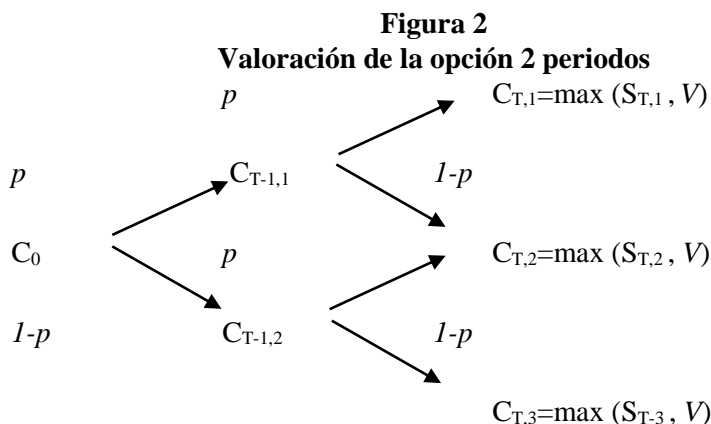 Figura 2
Valoración de la opción 2 periodos
p C_{T,1}=max (S_{T,1} , V)
p C_{T-1,1} 1-p
C_0 p C_{T,2}=max (S_{T,2} , V)
1-p C_{T-1,2} 1-p
C_{T,3}=max (S_{T-3} , V)